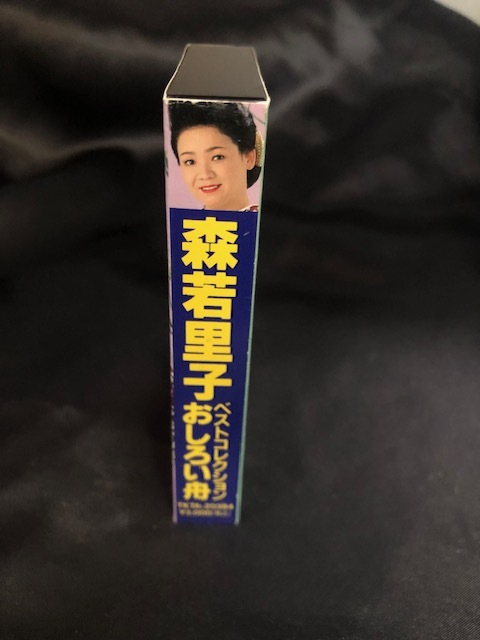 森若里子
ベストコレクション
おしろい舟